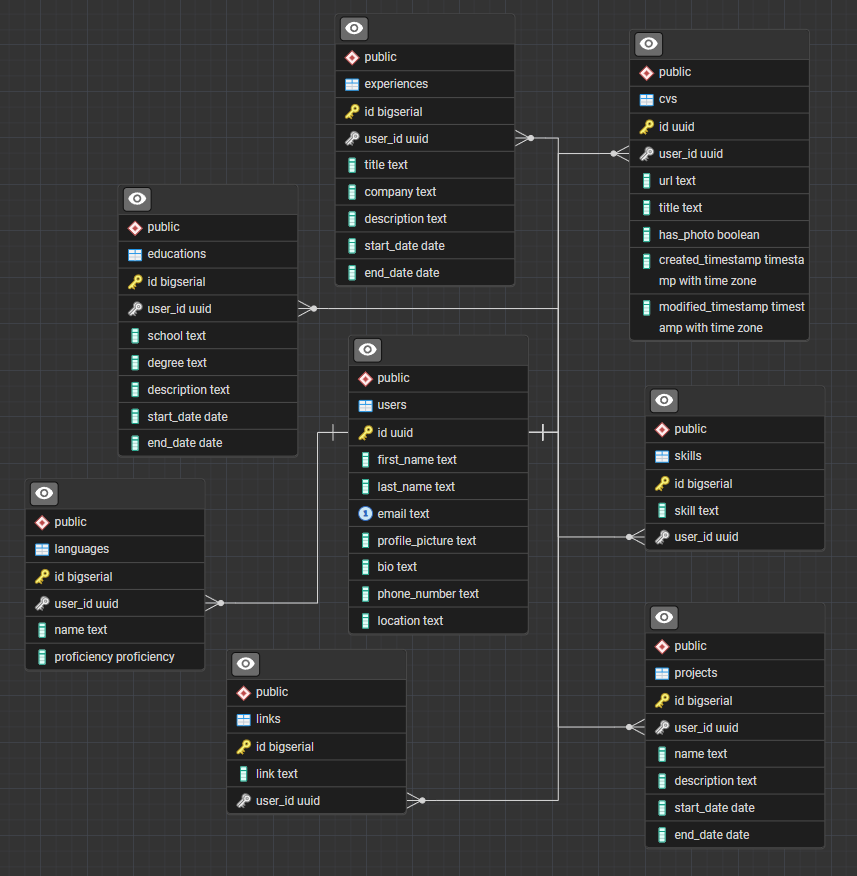 public
experiences
id bigserial
user_id uuid
title text
company text
description text
start_date date
end_date date
public
cvs
id uuid
user_id uuid
url text
title text
has_photo boolean
created_timestamp timesta
mp with time zone
modified_timestamp timest
amp with time zone
public
educations
id bigserial
user_id uuid
school text
degree text
description text
start_date date
end_date date
public
users
id uuid
first_name text
last_name text
1 email text
profile_picture text
bio text
phone_number text
location text
public
skills
id bigserial
skill text
user_id uuid
public
languages
id bigserial
user_id uuid
name text
proficiency proficiency
public
links
id bigserial
link text
user_id uuid
public
projects
id bigserial
user_id uuid
name text
description text
start_date date
end_date date